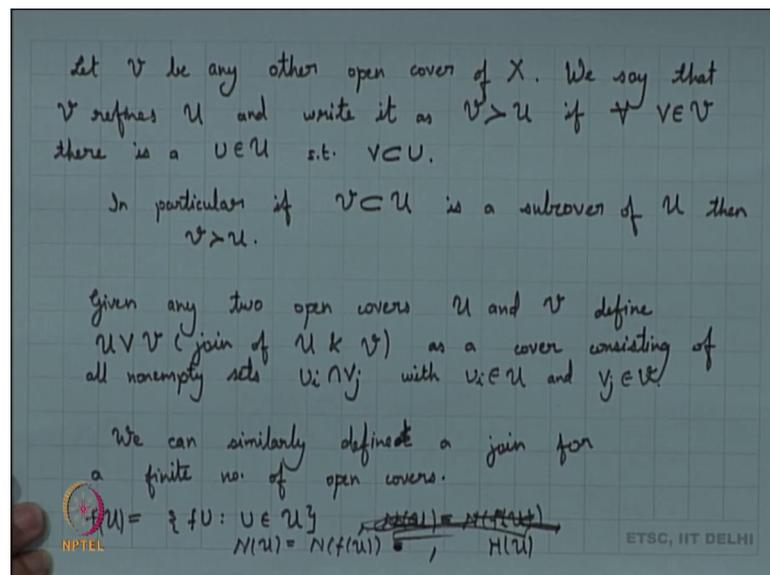 Let 𝒱 be any other open cover of X. We say that
𝒱 refines 𝒰 and write it as 𝒱 > 𝒰 if ∀ V ∈ 𝒱
there is a U ∈ 𝒰 s.t. V ⊂ U.
In particular if 𝒱 ⊂ 𝒰 is a subcover of 𝒰 then
𝒱 > 𝒰.
Given any two open covers 𝒰 and 𝒱 define
𝒰 ∨ 𝒱 (join of 𝒰 & 𝒱) as a cover consisting of
all nonempty sets Ui ∩ Vj with Ui ∈ 𝒰 and Vj ∈ 𝒱.
We can similarly define a join for
a finite no. of open covers.
f(𝒰) = { fU : U ∈ 𝒰 }
N(𝒰) = N(f(𝒰)) , H(𝒰)
NPTEL
ETSC, IIT DELHI